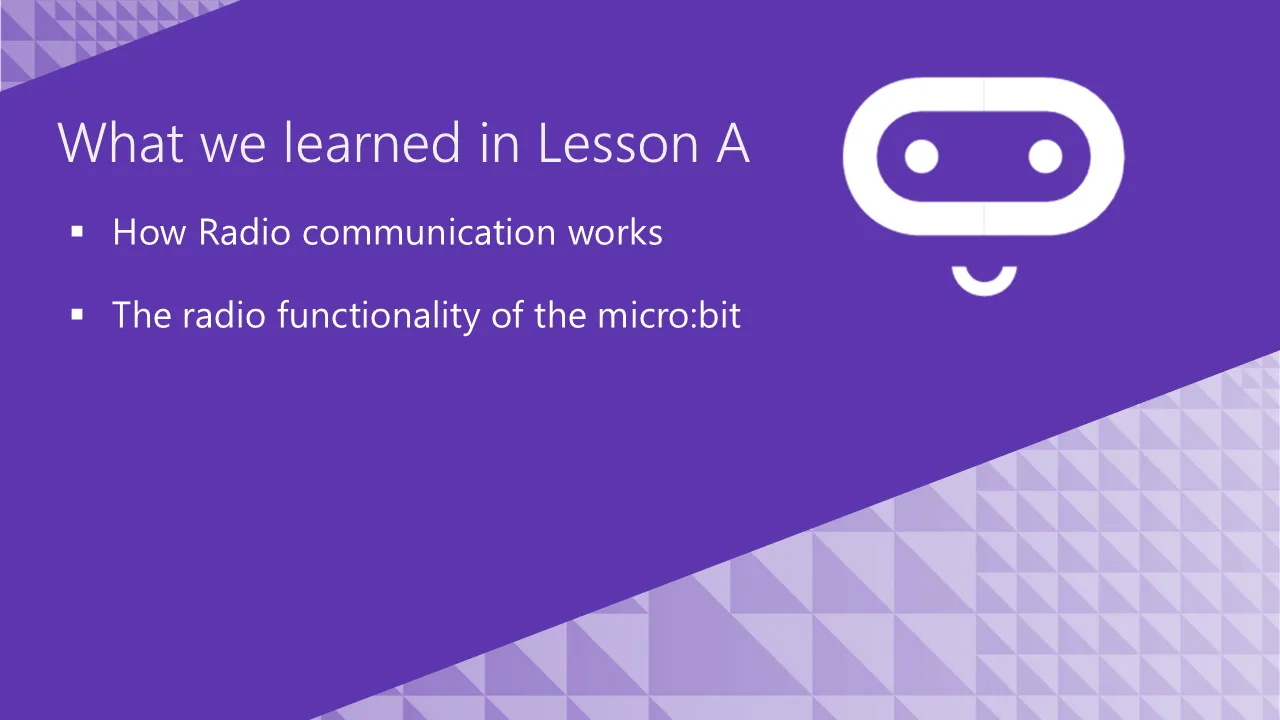 What we learned in Lesson A
▪ How Radio communication works
▪ The radio functionality of the micro:bit